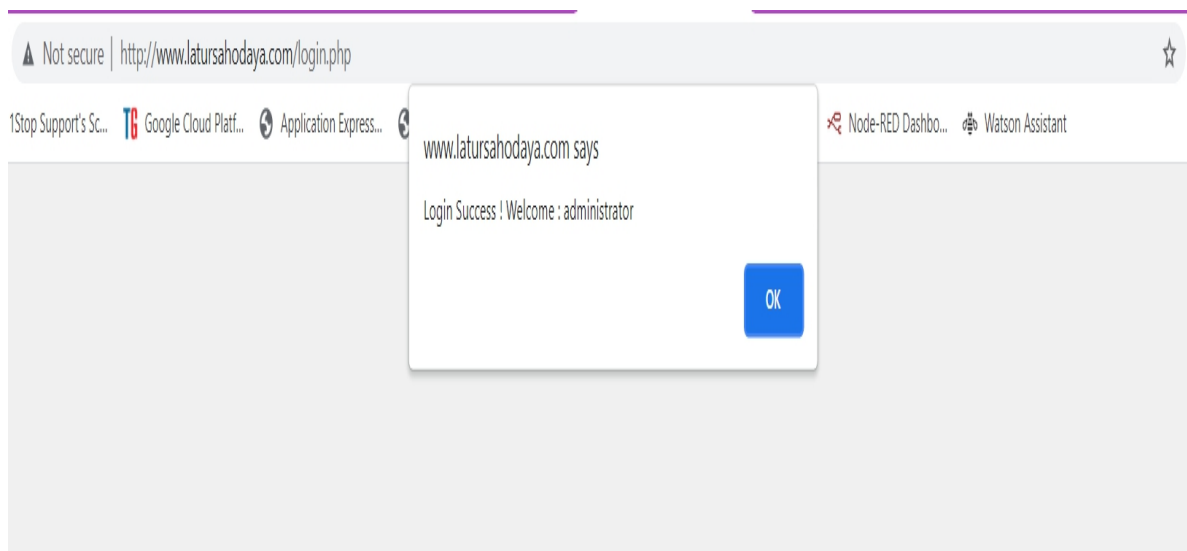 Not secure | http://www.latursahodaya.com/login.php
1Stop Support's Sc... TG Google Cloud Platf... Application Express... Node-RED Dashbo... Watson Assistant
www.latursahodaya.com says
Login Success ! Welcome : administrator
OK